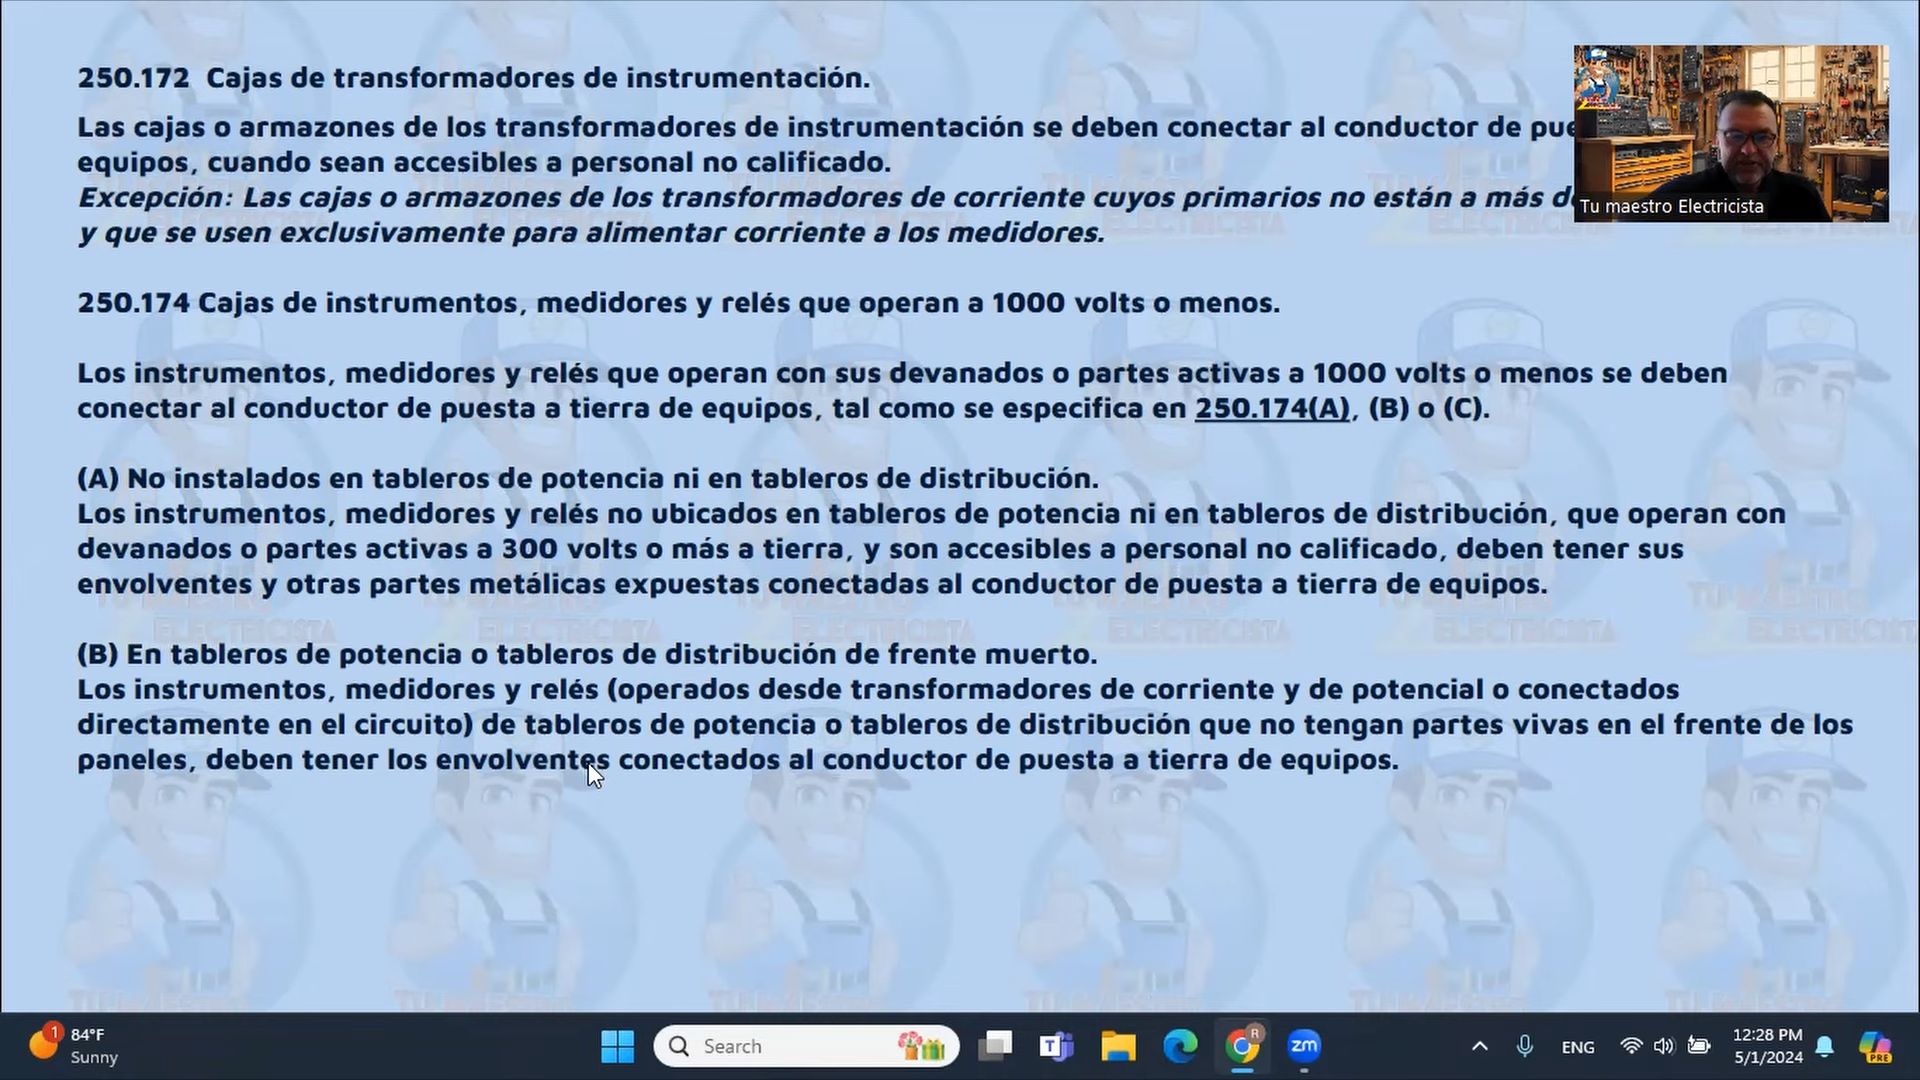 250.172 Cajas de transformadores de instrumentación.
Las cajas o armazones de los transformadores de instrumentación se deben conectar al conductor de
equipos, cuando sean accesibles a personal no calificado.
Excepción: Las cajas o armazones de los transformadores de corriente cuyos primarios no están a más
y que se usen exclusivamente para alimentar corriente a los medidores.
Tu maestro Electricista
250.174 Cajas de instrumentos, medidores y relés que operan a 1000 volts o menos.
Los instrumentos, medidores y relés que operan con sus devanados o partes activas a 1000 volts o menos se deben
conectar al conductor de puesta a tierra de equipos, tal como se especifica en 250.174(A), (B) o (C).
(A) No instalados en tableros de potencia ni en tableros de distribución.
Los instrumentos, medidores y relés no ubicados en tableros de potencia ni en tableros de distribución, que operan con
devanados o partes activas a 300 volts o más a tierra, y son accesibles a personal no calificado, deben tener sus
envolventes y otras partes metálicas expuestas conectadas al conductor de puesta a tierra de equipos.
(B) En tableros de potencia o tableros de distribución de frente muerto.
Los instrumentos, medidores y relés (operados desde transformadores de corriente y de potencial o conectados
directamente en el circuito) de tableros de potencia o tableros de distribución que no tengan partes vivas en el frente de los
paneles, deben tener los envolventes conectados al conductor de puesta a tierra de equipos.
1
84°F
Sunny
Search
T
R
zm
ENG
12:28 PM
5/1/2024
PRE